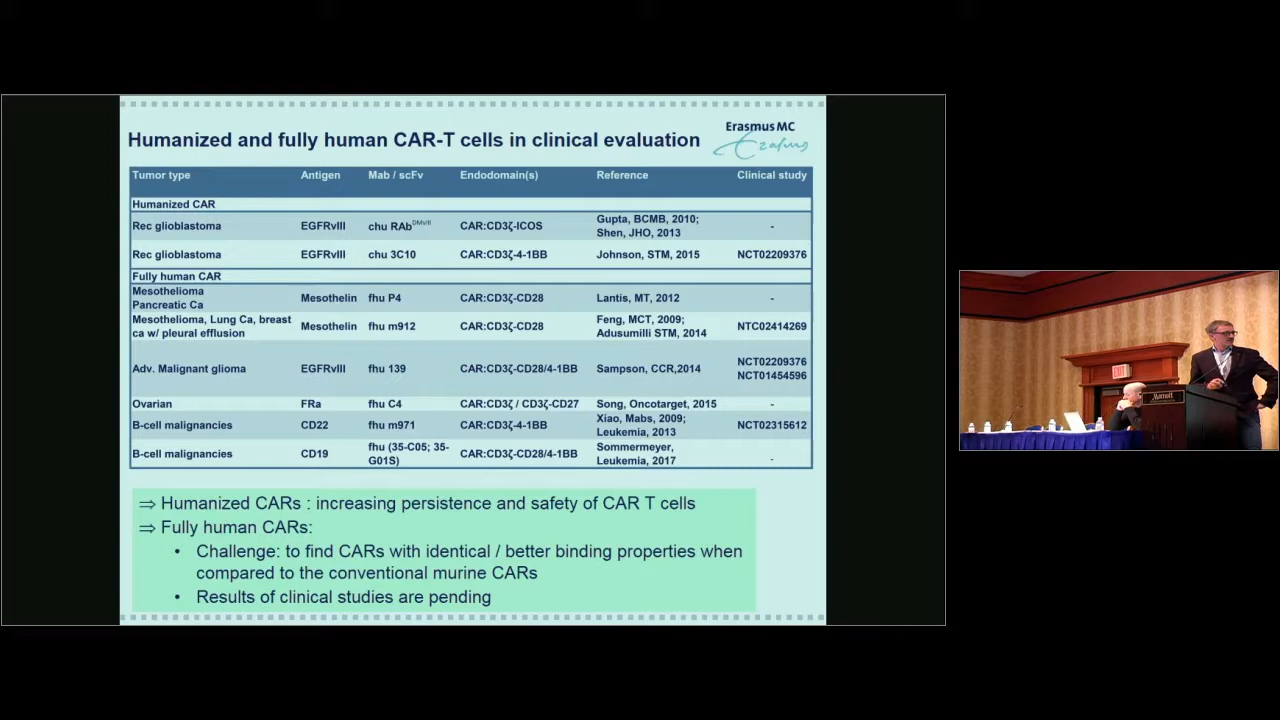 Erasmus MC
Erasmus
Humanized and fully human CAR-T cells in clinical evaluation
Tumor type Antigen Mab / scFv Endodomain(s) Reference Clinical study
Humanized CAR
Rec glioblastoma EGFRvIII chu RAbDMvIII CAR:CD3ζ-ICOS Gupta, BCMB, 2010; Shen, JHO, 2013 -
Rec glioblastoma EGFRvIII chu 3C10 CAR:CD3ζ-4-1BB Johnson, STM, 2015 NCT02209376
Fully human CAR
Mesothelioma Pancreatic Ca Mesothelin fhu P4 CAR:CD3ζ-CD28 Lantis, MT, 2012 -
Mesothelioma, Lung Ca, breast ca w/ pleural efflusion Mesothelin fhu m912 CAR:CD3ζ-CD28 Feng, MCT, 2009; Adusumilli STM, 2014 NTC02414269
Adv. Malignant glioma EGFRvIII fhu 139 CAR:CD3ζ-CD28/4-1BB Sampson, CCR,2014 NCT02209376 NCT01454596
Ovarian FRa fhu C4 CAR:CD3ζ / CD3ζ-CD27 Song, Oncotarget, 2015 -
B-cell malignancies CD22 fhu m971 CAR:CD3ζ-4-1BB Xiao, Mabs, 2009; Leukemia, 2013 NCT02315612
B-cell malignancies CD19 fhu (35-C05; 35-G01S) CAR:CD3ζ-CD28/4-1BB Sommermeyer, Leukemia, 2017 -
⇒ Humanized CARs : increasing persistence and safety of CAR T cells
⇒ Fully human CARs:
• Challenge: to find CARs with identical / better binding properties when
compared to the conventional murine CARs
• Results of clinical studies are pending
EXIT
Marriott